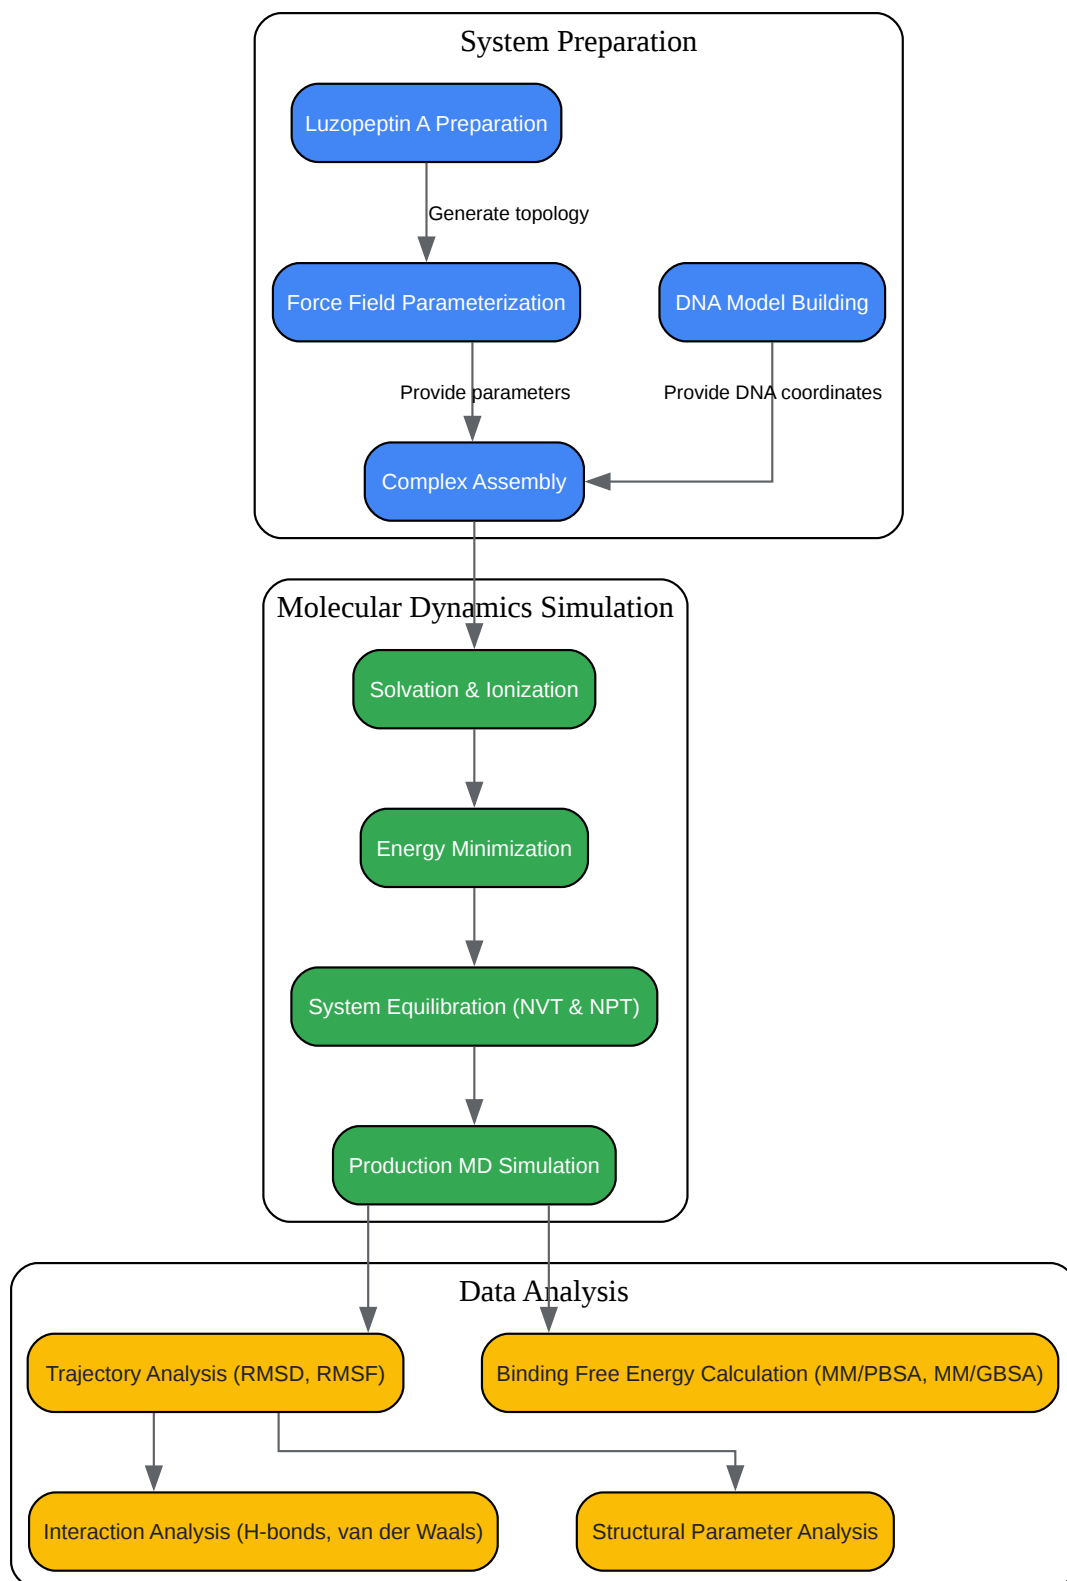 System Preparation
Luzopeptin A Preparation
Generate topology
Force Field Parameterization
DNA Model Building
Provide parameters
Provide DNA coordinates
Complex Assembly
Molecular Dynamics Simulation
Solvation & Ionization
Energy Minimization
System Equilibration (NVT & NPT)
Production MD Simulation
Data Analysis
Trajectory Analysis (RMSD, RMSF)
Binding Free Energy Calculation (MM/PBSA, MM/GBSA)
Interaction Analysis (H-bonds, van der Waals)
Structural Parameter Analysis